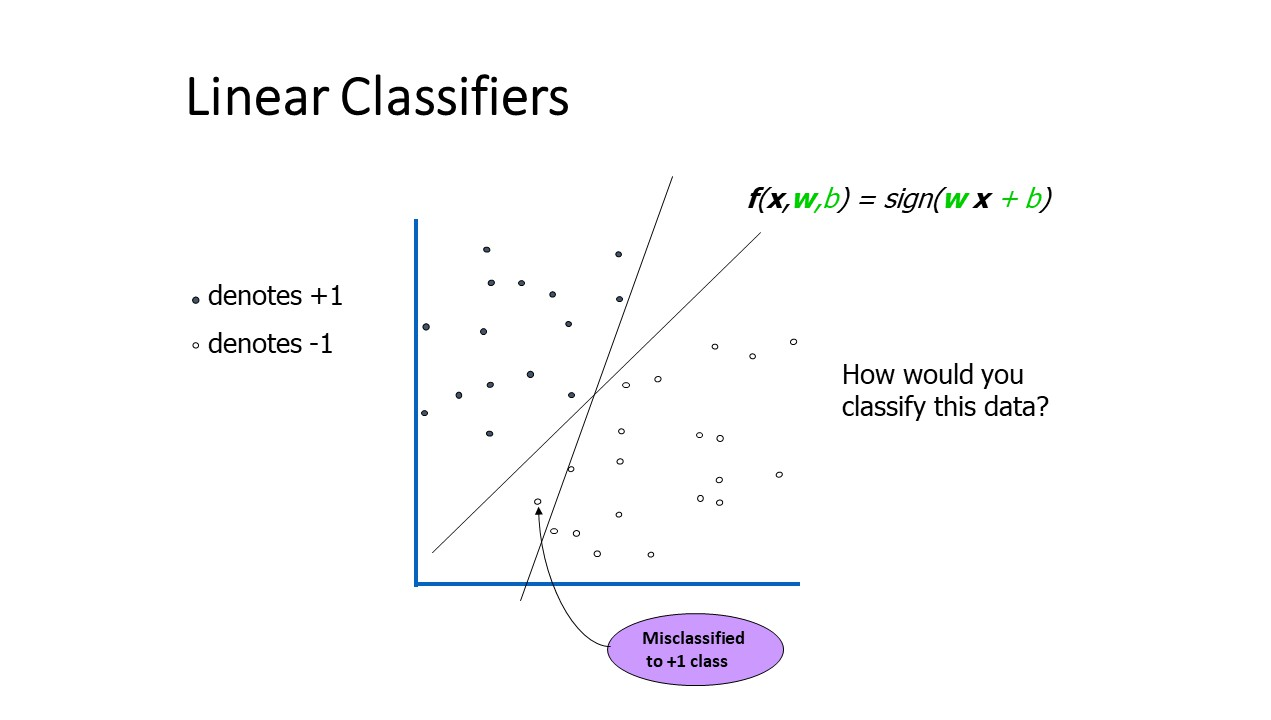 Linear Classifiers
f(x,w,b) = sign(w x + b)
denotes +1
denotes -1
How would you
classify this data?
Misclassified
to +1 class